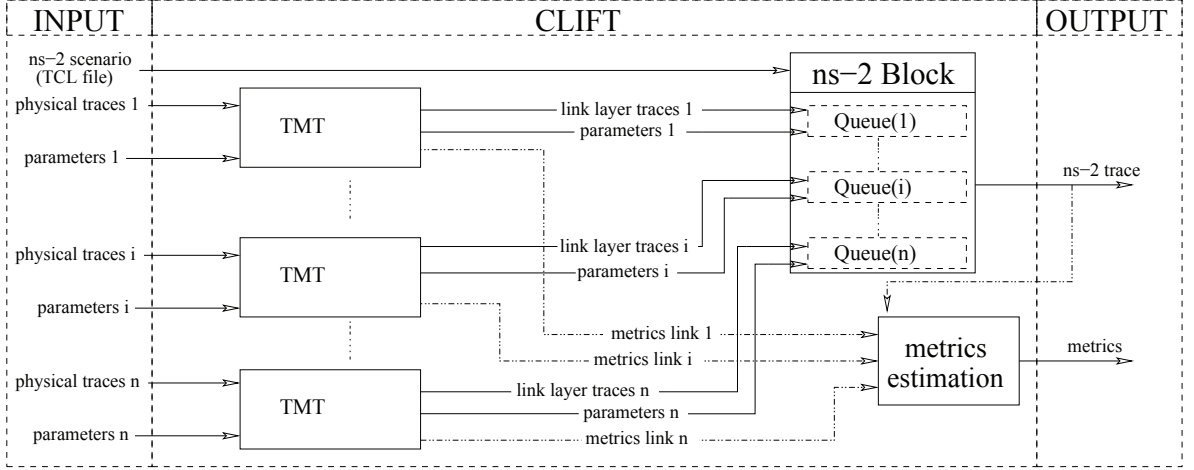 INPUT
CLIFT
OUTPUT
ns−2 scenario
(TCL file)
ns−2 Block
physical traces 1
TMT
link layer traces 1
Queue(1)
parameters 1
parameters 1
ns−2 trace
Queue(i)
physical traces i
TMT
link layer traces i
Queue(n)
parameters i
parameters i
metrics link 1
metrics
estimation
metrics
metrics link i
physical traces n
TMT
link layer traces n
parameters n
parameters n
metrics link n